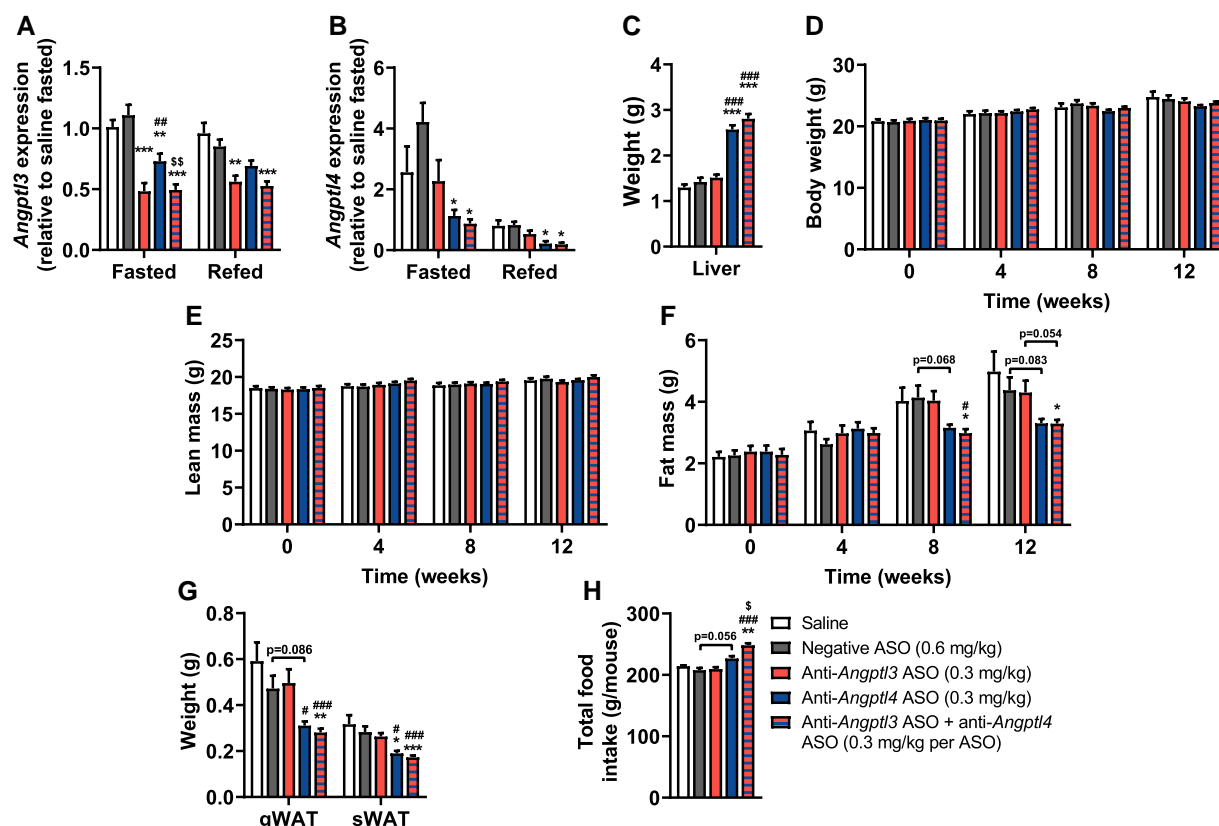 A
Angptl3 expression
(relative to saline fasted)
1.5
1.0
0.5
0.0
***
##
**
$$
***
**
***
Fasted
Refed
B
Angptl4 expression
(relative to saline fasted)
6
4
2
0
*
*
*
*
Fasted
Refed
C
Weight (g)
4
3
2
1
0
###
***
###
***
Liver
D
Body weight (g)
30
20
10
0
0
4
8
12
Time (weeks)
E
Lean mass (g)
25
20
15
10
5
0
0
4
8
12
Time (weeks)
F
Fat mass (g)
6
4
2
0
p=0.068
#
*
p=0.054
p=0.083
*
0
4
8
12
Time (weeks)
G
Weight (g)
0.8
0.6
0.4
0.2
0.0
p=0.086
#
###
**
#
*
###
***
gWAT
sWAT
H
Total food
intake (g/mouse)
300
200
100
0
p=0.056
$
###
**
Saline
Negative ASO (0.6 mg/kg)
Anti-Angptl3 ASO (0.3 mg/kg)
Anti-Angptl4 ASO (0.3 mg/kg)
Anti-Angptl3 ASO + anti-Angptl4
ASO (0.3 mg/kg per ASO)